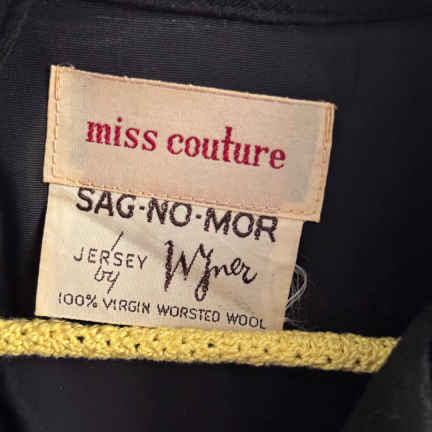 miss couture
SAG-NO-MOR
JERSEY
by Wyner
100% VIRGIN WORSTED WOOL